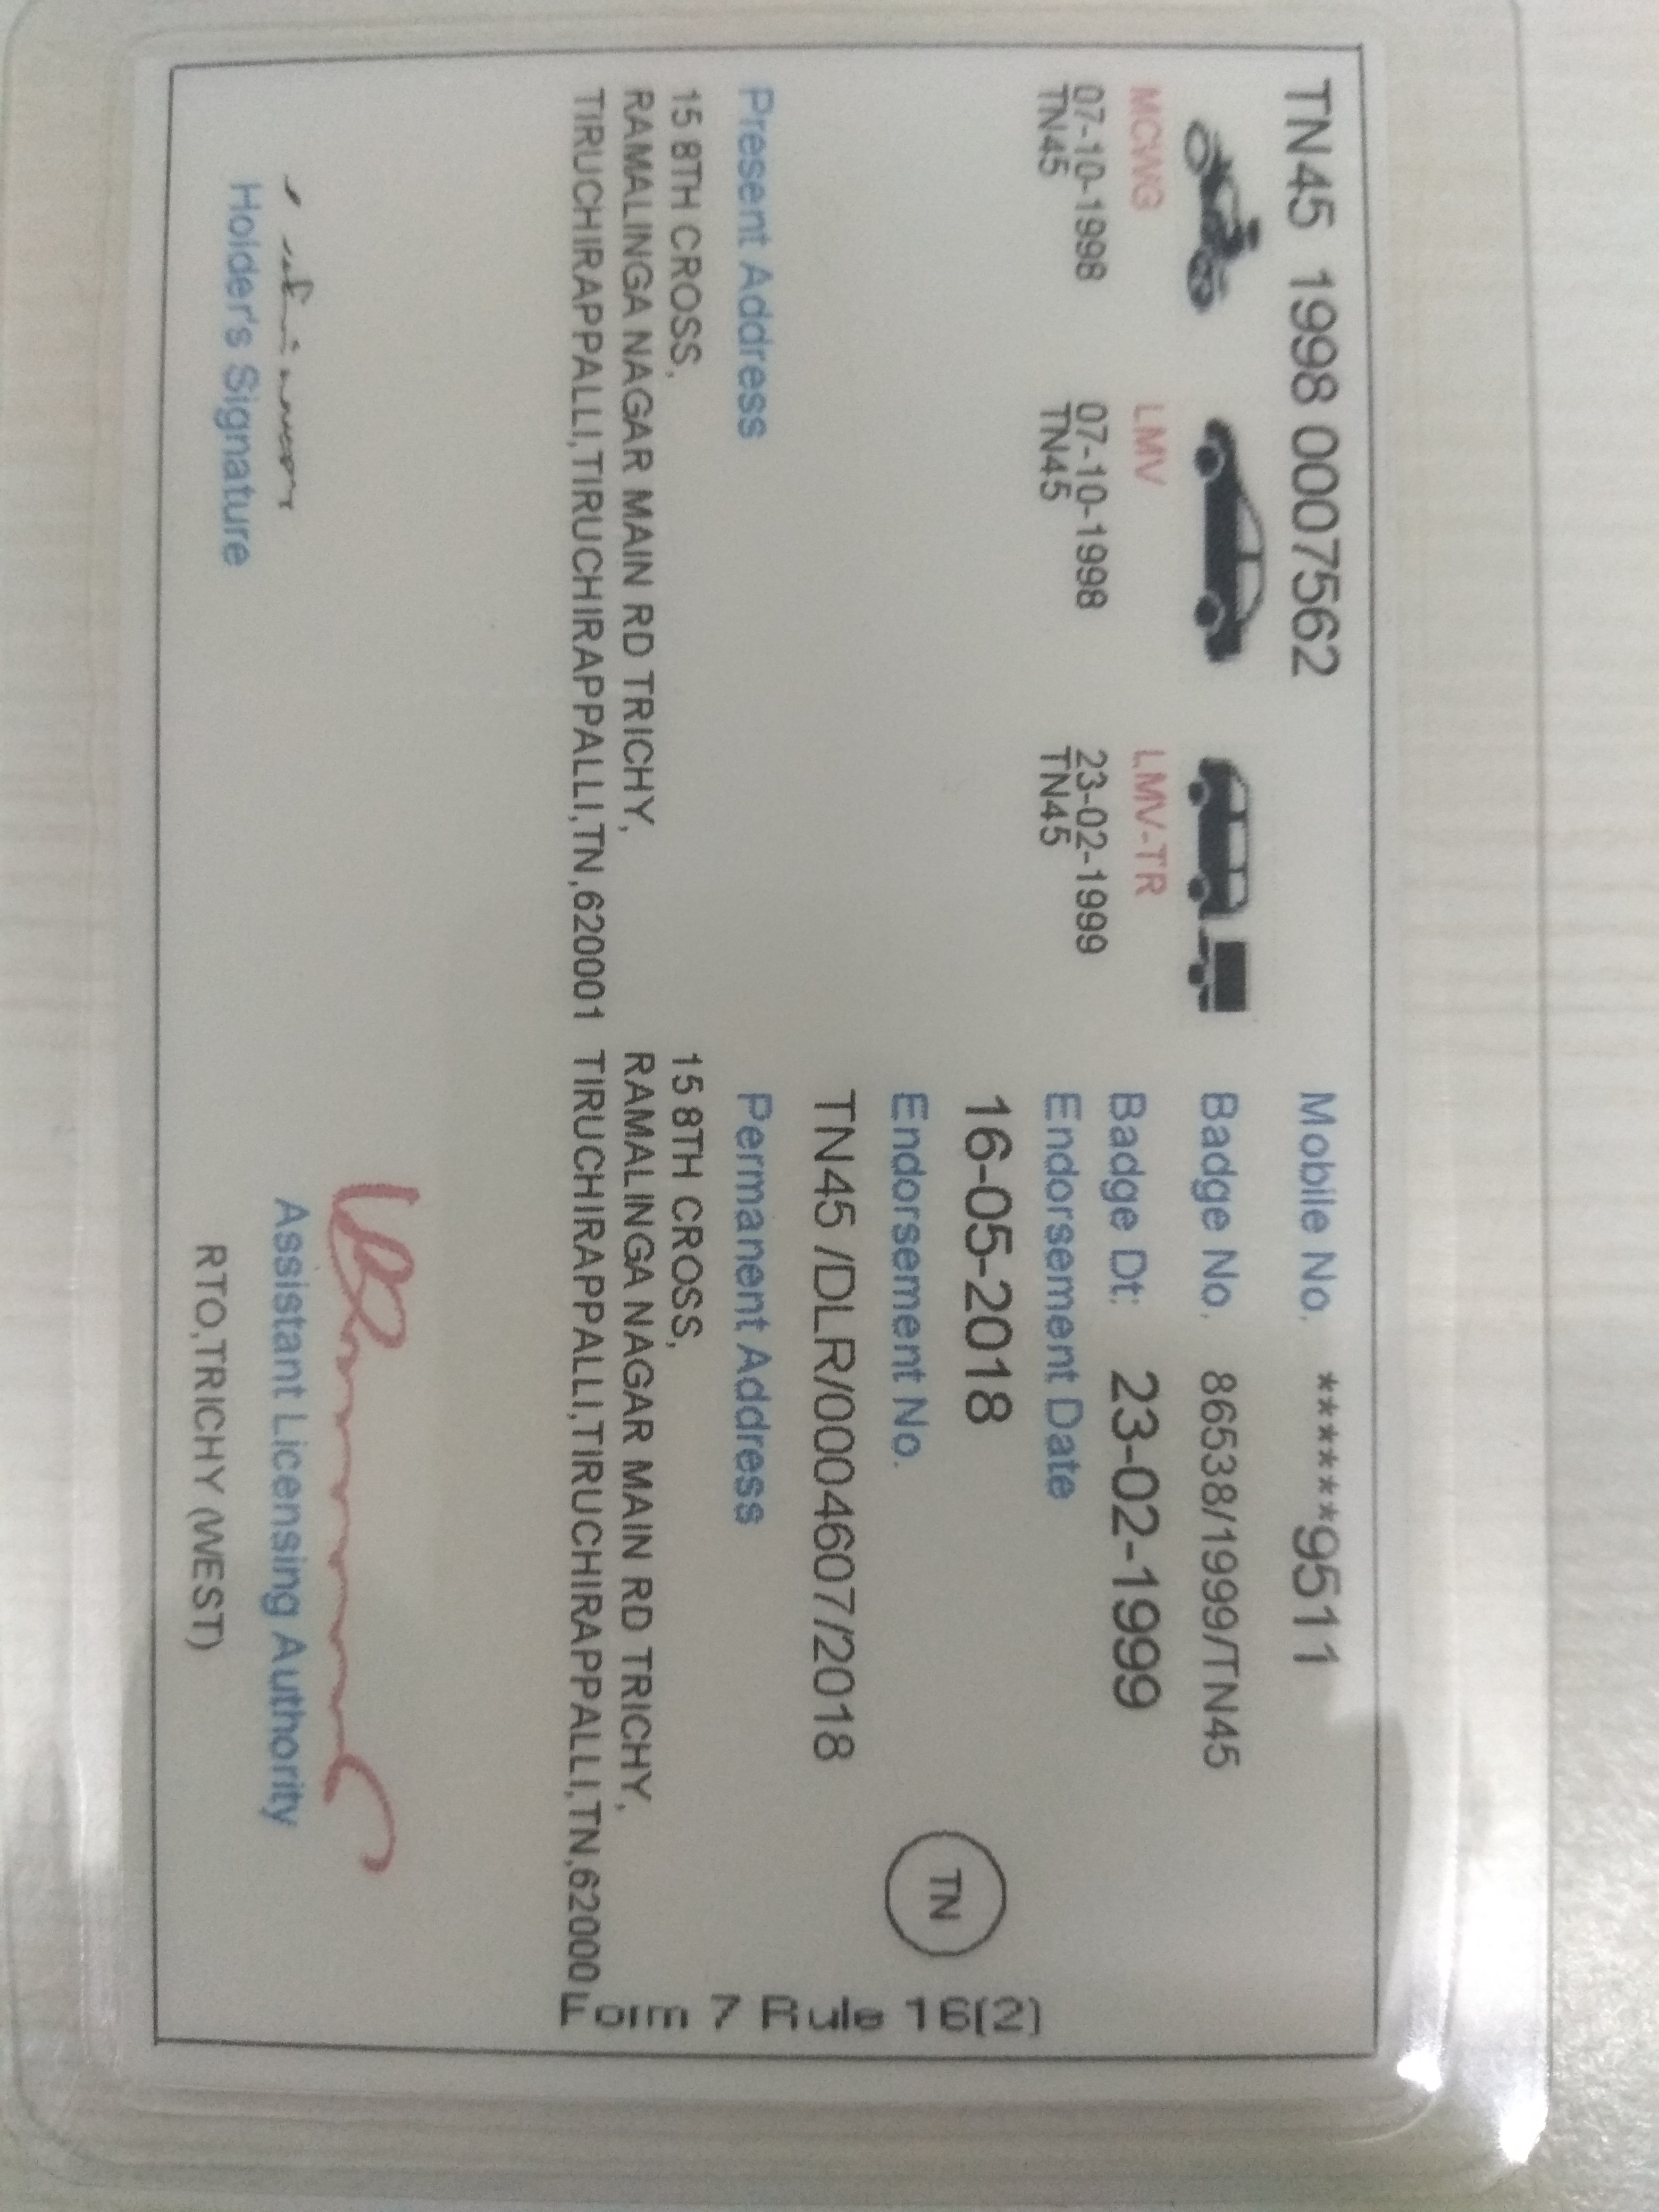 TN45 1998 0007562
Mobile No. ******9511
MCWG
07-10-1998
TN45
LMV
07-10-1998
TN45
LMV-TR
23-02-1999
TN45
Badge No. 86538/1999/TN45
Badge Dt: 23-02-1999
Endorsement Date
16-05-2018
Endorsement No.
TN45 /DLR/0004607/2018
TN
Present Address
15 8TH CROSS,
RAMALINGA NAGAR MAIN RD TRICHY,
TIRUCHIRAPPALLI,TIRUCHIRAPPALLI,TN,620001
Permanent Address
15 8TH CROSS,
RAMALINGA NAGAR MAIN RD TRICHY,
TIRUCHIRAPPALLI,TIRUCHIRAPPALLI,TN,62000
Form 7 Rule 16(2)
Holder's Signature
Assistant Licensing Authority
RTO,TRICHY (WEST)